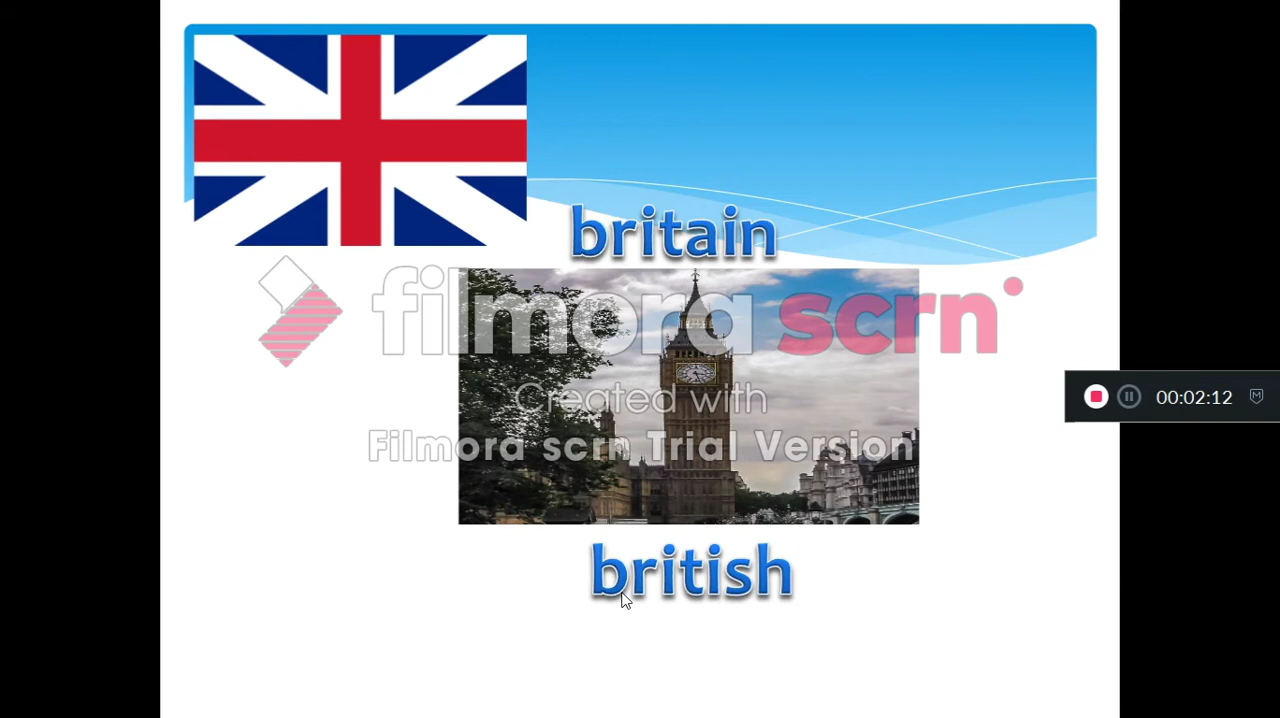 britain
filmora scrn
Created with
Filmora scrn Trial Version
00:02:12
british